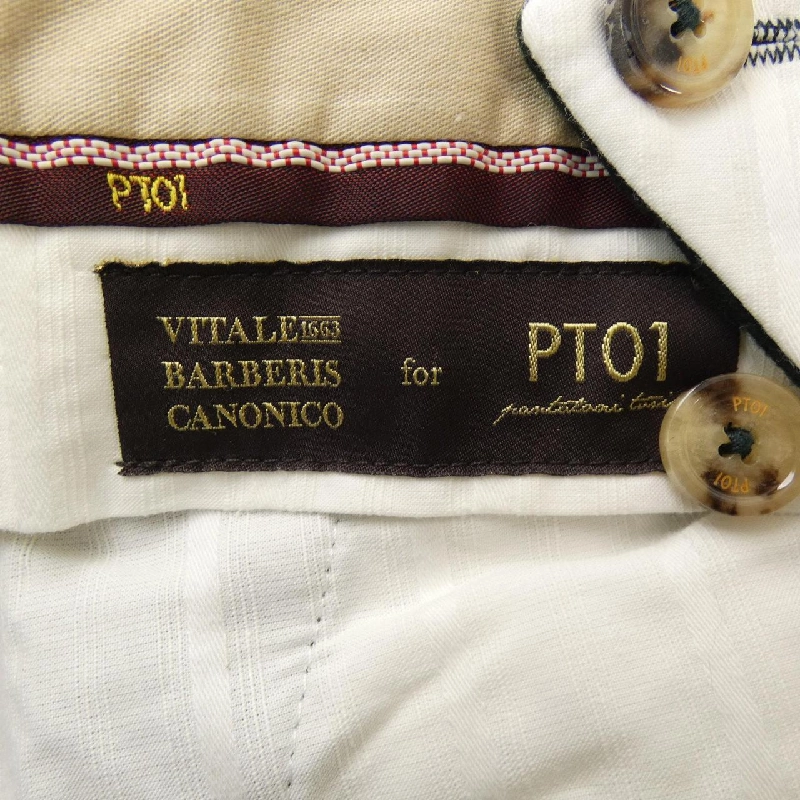 PT01
VITALE 1663
BARBERIS
CANONICO
for
PT01
PT01
PT01